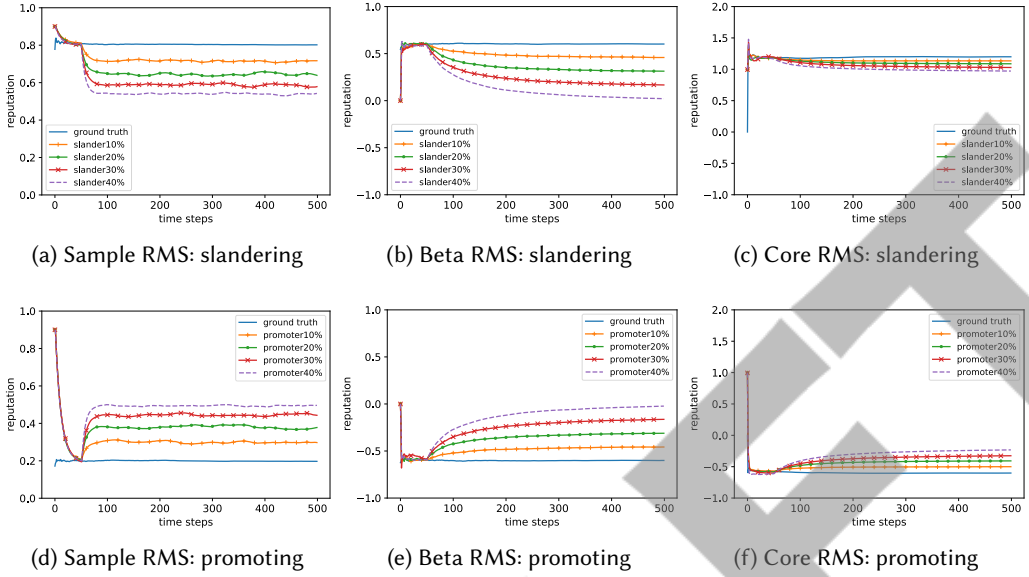 1.0
0.8
0.6
0.4
0.2
0.0
reputation
ground truth
slander10%
slander20%
slander30%
slander40%
0 100 200 300 400 500
time steps
(a) Sample RMS: slandering
1.0
0.5
0.0
−0.5
−1.0
reputation
ground truth
slander10%
slander20%
slander30%
slander40%
0 100 200 300 400 500
time steps
(b) Beta RMS: slandering
2.0
1.5
1.0
0.5
0.0
−0.5
−1.0
reputation
ground truth
slander10%
slander20%
slander30%
slander40%
0 100 200 300 400 500
time steps
(c) Core RMS: slandering
1.0
0.8
0.6
0.4
0.2
0.0
reputation
ground truth
promoter10%
promoter20%
promoter30%
promoter40%
0 100 200 300 400 500
time steps
(d) Sample RMS: promoting
1.0
0.5
0.0
−0.5
−1.0
reputation
ground truth
promoter10%
promoter20%
promoter30%
promoter40%
0 100 200 300 400 500
time steps
(e) Beta RMS: promoting
2.0
1.5
1.0
0.5
0.0
−0.5
−1.0
reputation
ground truth
promoter10%
promoter20%
promoter30%
promoter40%
0 100 200 300 400 500
time steps
(f) Core RMS: promoting